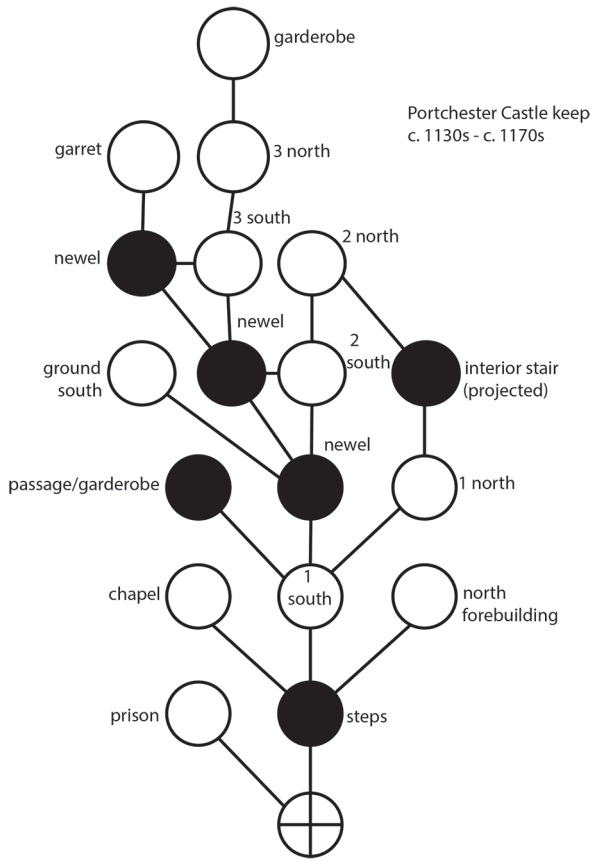 garderobe
Portchester Castle keep
c. 1130s - c. 1170s
garret
3 north
3 south
2 north
newel
newel
2
south
ground
south
interior stair
(projected)
newel
passage/garderobe
1 north
1
south
chapel
north
forebuilding
prison
steps